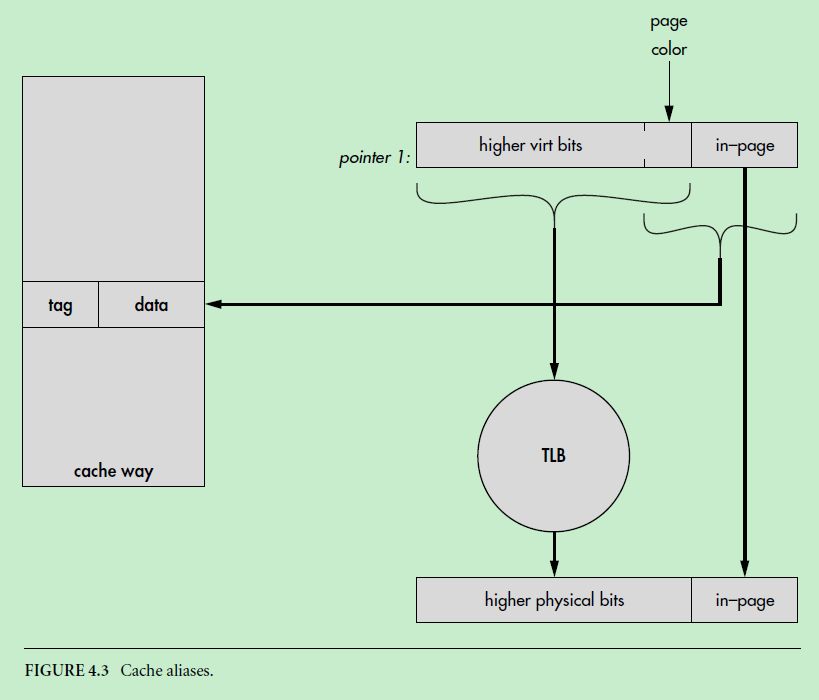 page
color
pointer 1:
higher virt bits
in–page
tag
data
TLB
cache way
higher physical bits
in–page
FIGURE 4.3 Cache aliases.